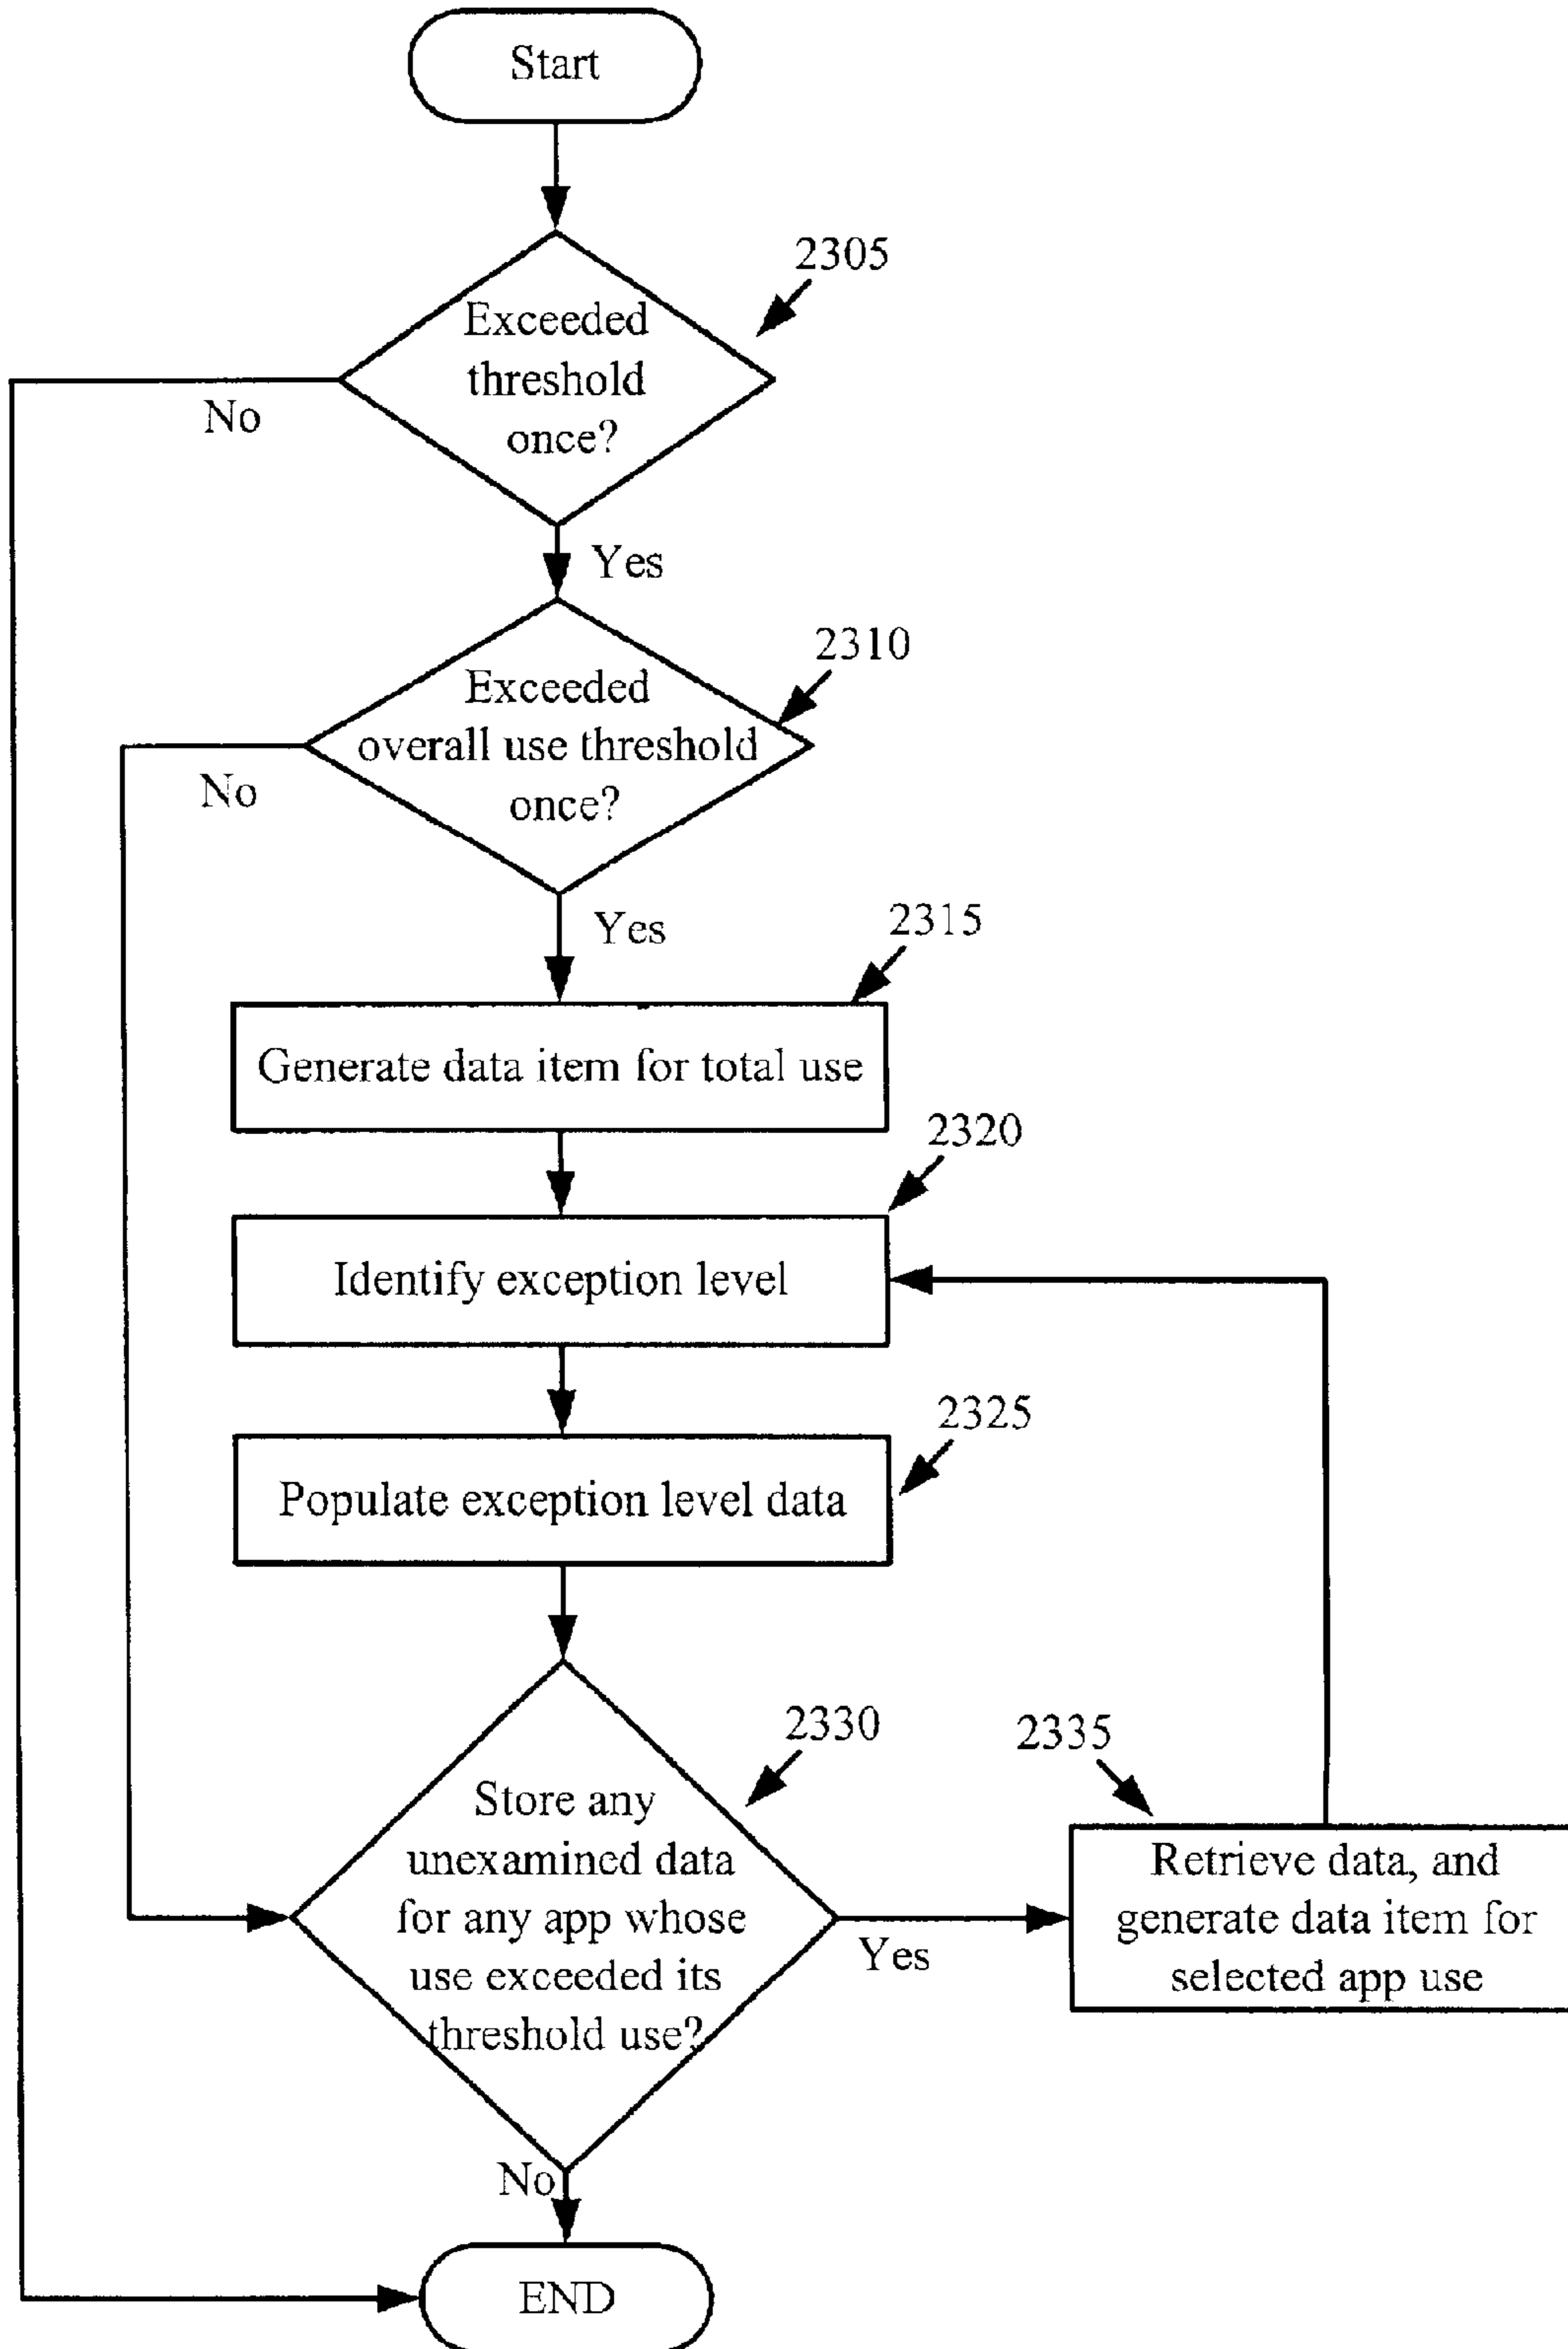 Start
2305
Exceeded
threshold
once?
No
Yes
2310
Exceeded
overall use threshold
once?
No
Yes
2315
Generate data item for total use
2320
Identify exception level
2325
Populate exception level data
2330
2335
Store any
unexamined data
for any app whose
use exceeded its
threshold use?
Yes
Retrieve data, and
generate data item for
selected app use
No
END